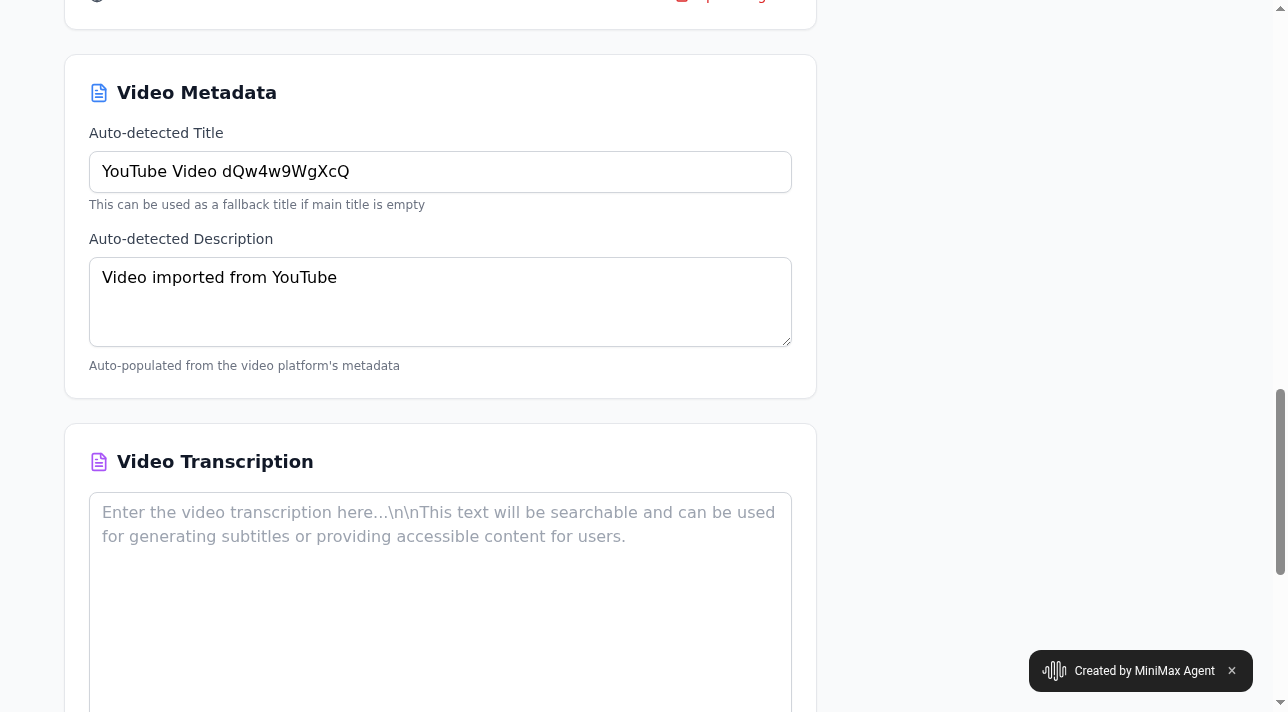 Video Metadata
Auto-detected Title
YouTube Video dQw4w9WgXcQ
This can be used as a fallback title if main title is empty
Auto-detected Description
Video imported from YouTube
Auto-populated from the video platform's metadata
Video Transcription
Enter the video transcription here...\n\nThis text will be searchable and can be used
for generating subtitles or providing accessible content for users.
Created by MiniMax Agent